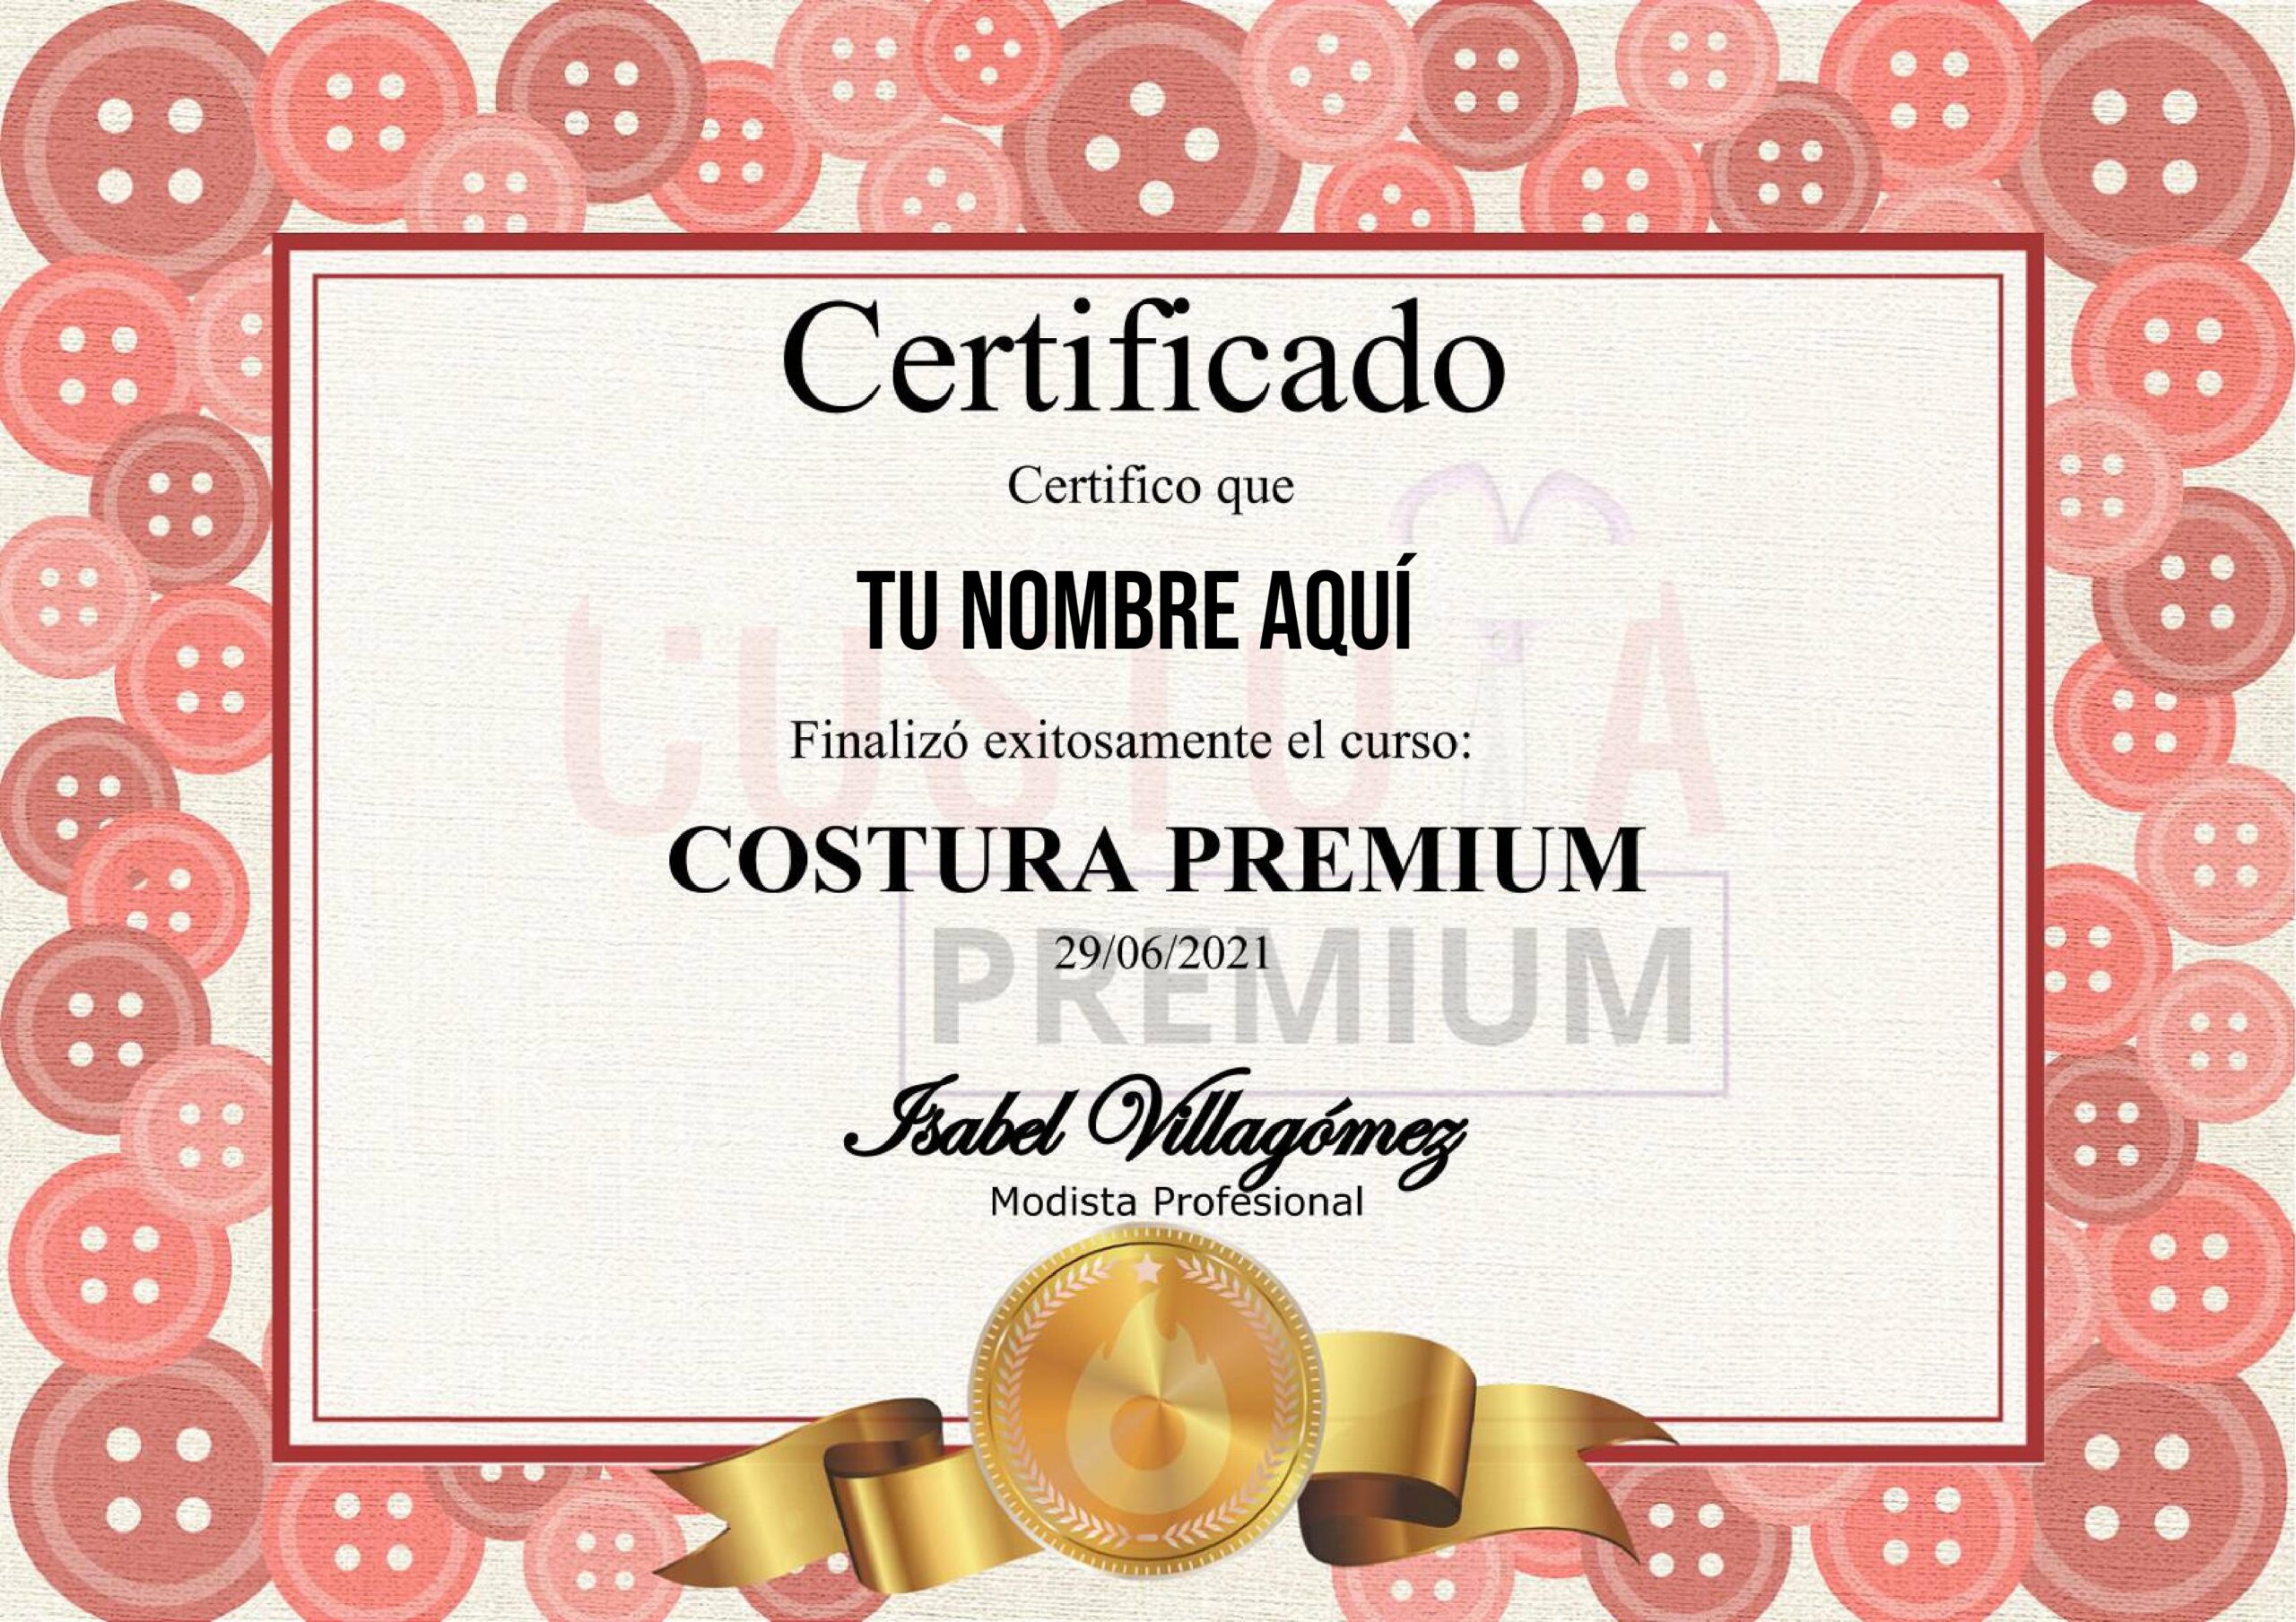 Certificado
Certifico que
TU NOMBRE AQUÍ
Finalizó exitosamente el curso:
COSTURA PREMIUM
29/06/2021
PREMIUM
Isabel Villagómez
Modista Profesional